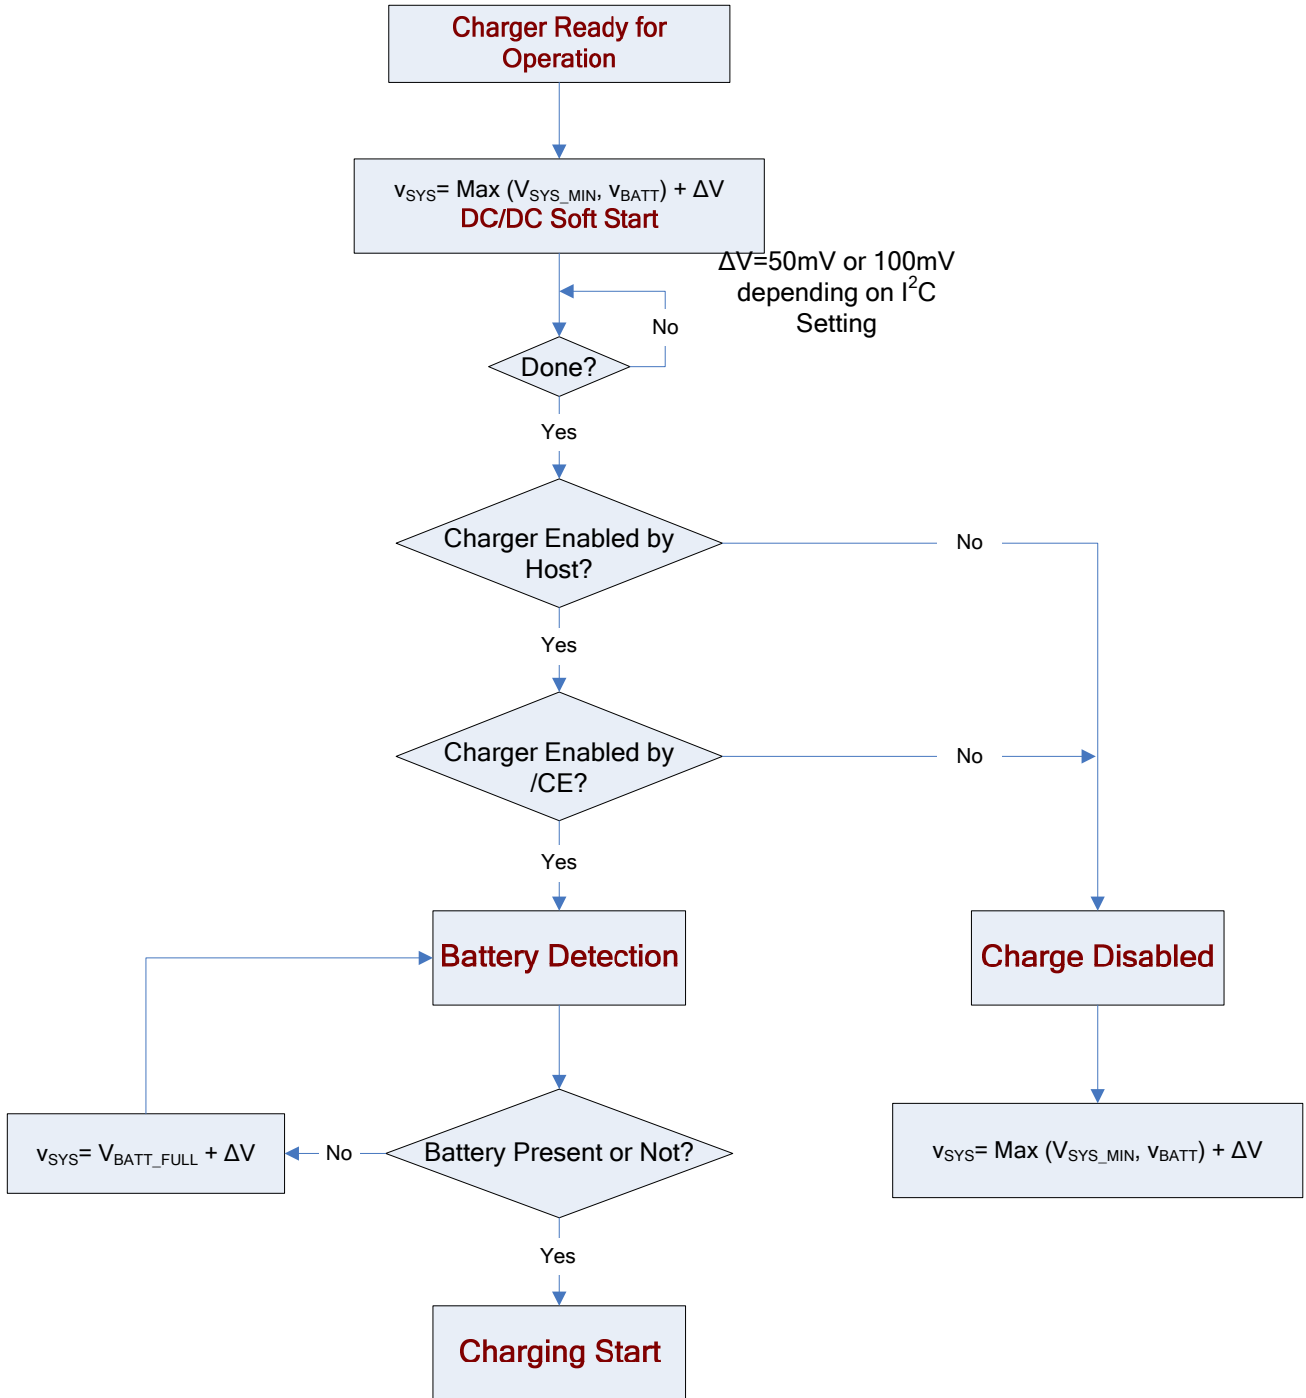 Charger Ready for
Operation
vSYS= Max (VSYS_MIN, vBATT) + ΔV
DC/DC Soft Start
ΔV=50mV or 100mV
depending on I²C
Setting
No
Done?
Yes
Charger Enabled by
Host?
No
Yes
Charger Enabled by
/CE?
No
Yes
Battery Detection
Charge Disabled
vSYS= VBATT_FULL + ΔV
No
Battery Present or Not?
vSYS= Max (VSYS_MIN, vBATT) + ΔV
Yes
Charging Start